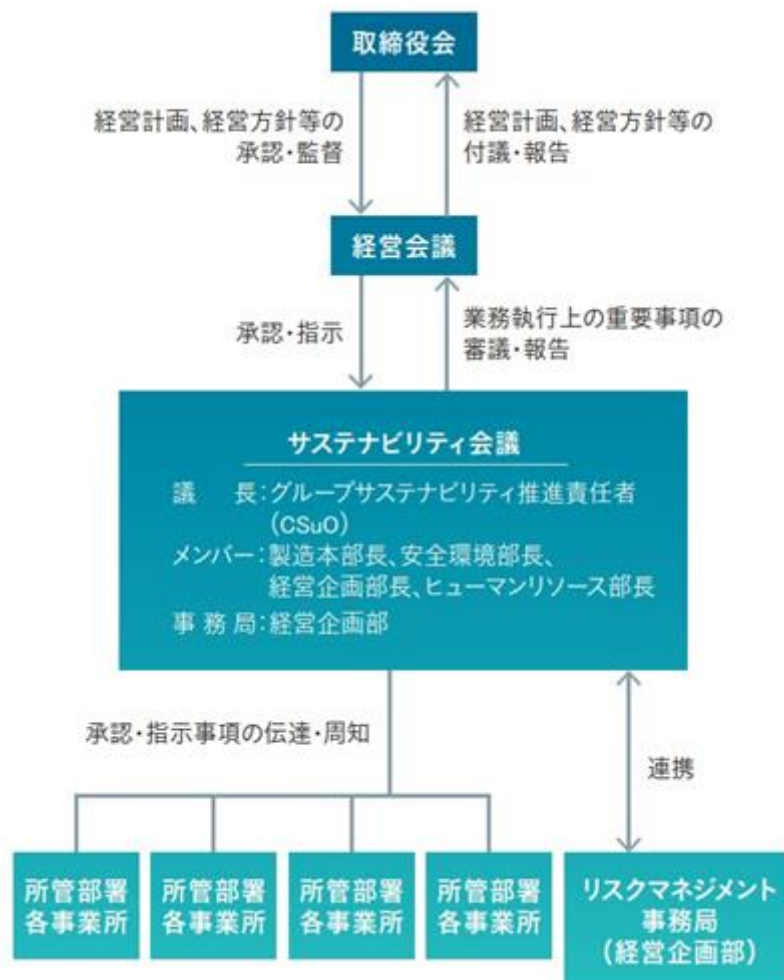 取締役会
経営計画、経営方針等の
承認・監督
経営計画、経営方針等の
付議・報告
経営会議
承認・指示
業務執行上の重要事項の
審議・報告
サステナビリティ会議
議　長：グループサステナビリティ推進責任者
（CSuO）
メンバー：製造本部長、安全環境部長、
経営企画部長、ヒューマンリソース部長
事務局：経営企画部
承認・指示事項の伝達・周知
連携
所管部署
各事業所
所管部署
各事業所
所管部署
各事業所
所管部署
各事業所
リスクマネジメント
事務局
（経営企画部）